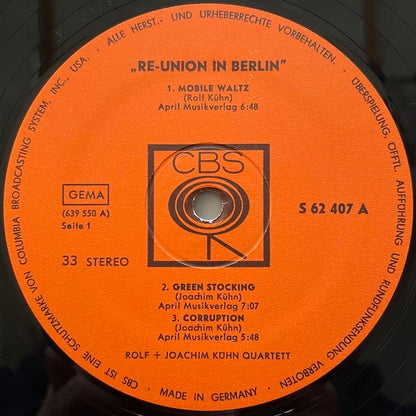 ALLE HERST.- UND URHEBERRECHTE VORBEHALTEN. · ÜBERSPIELUNG, ÖFFTL. AUFFÜHRUNG UND RUNDFUNKSENDUNG VERBOTEN
„RE-UNION IN BERLIN"
1. MOBILE WALTZ
(Rolf Kühn)
April Musikverlag 6:48
CBS
GEMA
(639 550 A)
Seite 1
S 62 407 A
33 STEREO
2. GREEN STOCKING
(Joachim Kühn)
April Musikverlag 7:07
3. CORRUPTION
(Joachim Kühn)
April Musikverlag 5:48
ROLF + JOACHIM KÜHN QUARTETT
CBS IST EINE SCHUTZMARKE VON COLUMBIA BROADCASTING SYSTEM, INC., USA.
· MADE IN GERMANY ·